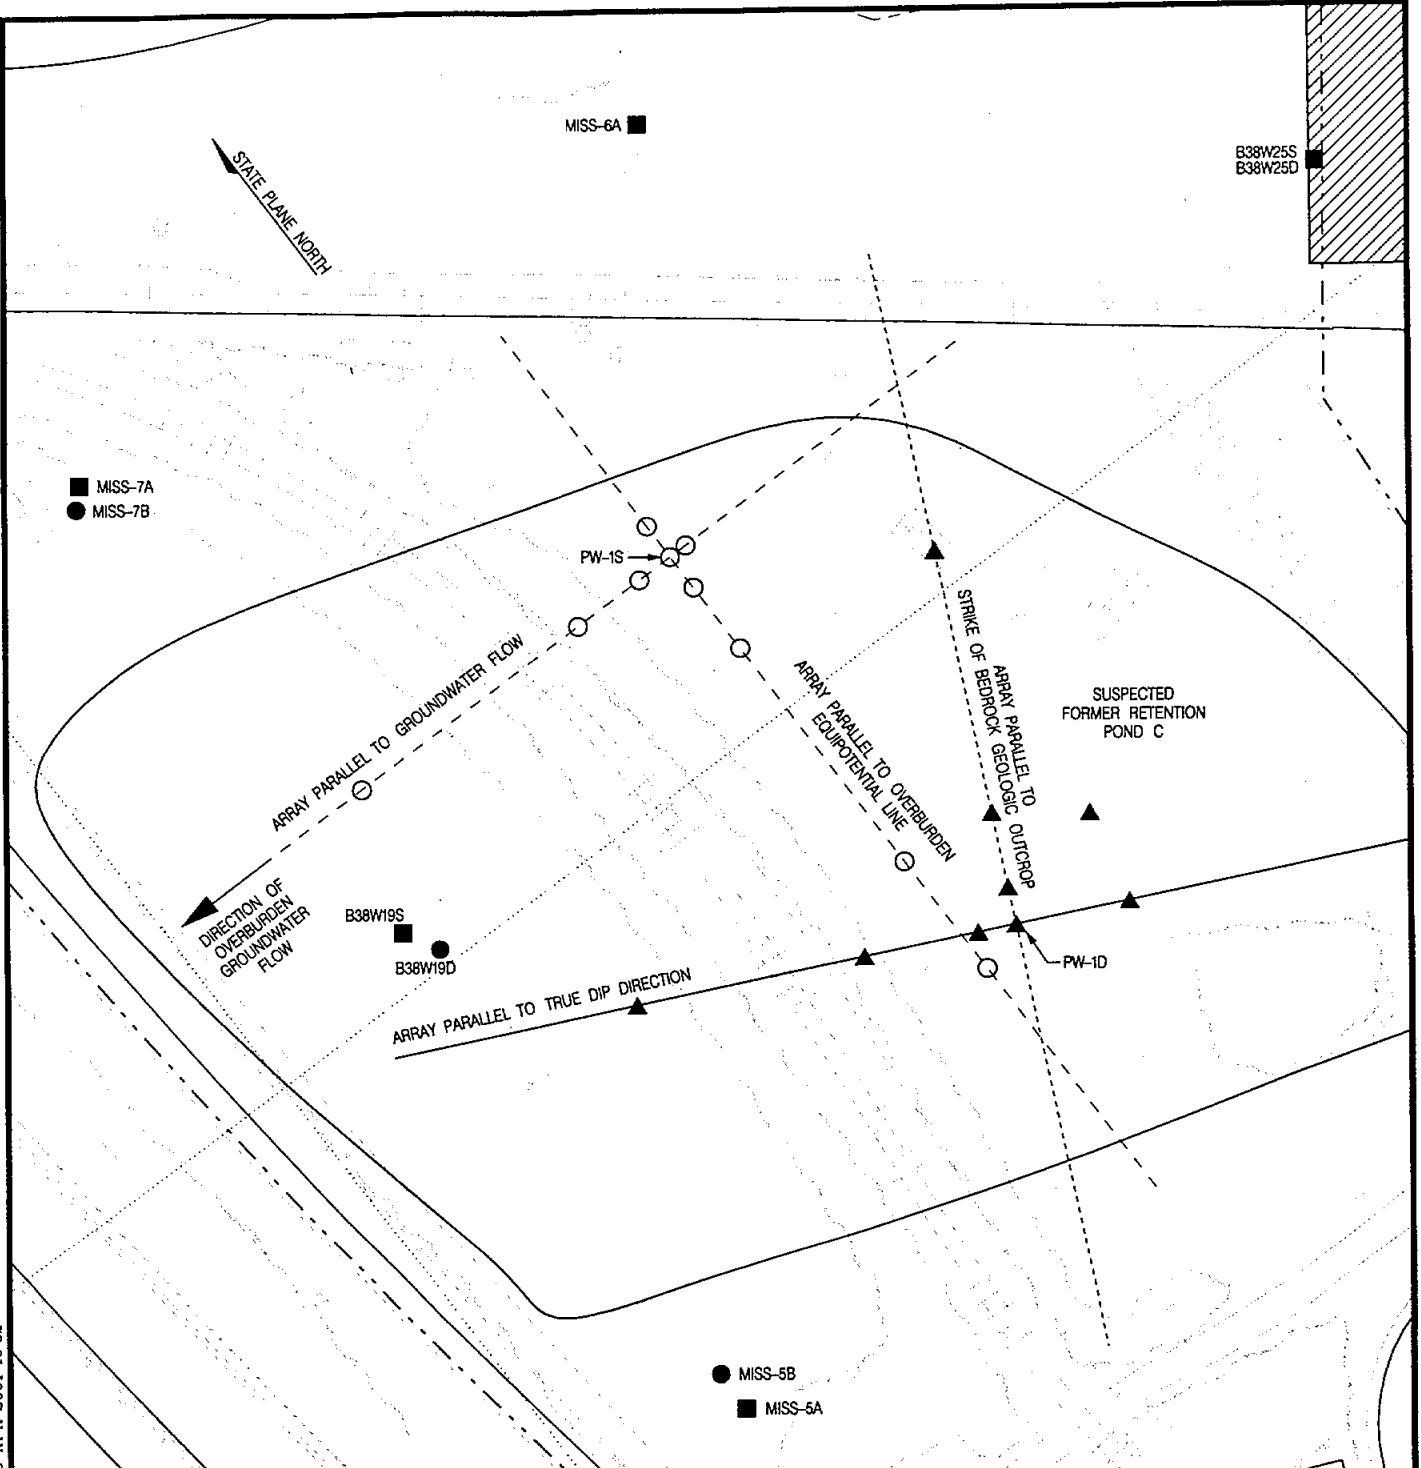 MISS-6A
B38W25S
B38W25D
STATE PLANE NORTH
MISS-7A
MISS-7B
PW-1S
ARRAY PARALLEL TO GROUNDWATER FLOW
ARRAY PARALLEL TO OVERBURDEN
EQUIPOTENTIAL LINE
ARRAY PARALLEL TO
STRIKE OF BEDROCK GEOLOGIC OUTCROP
SUSPECTED
FORMER RETENTION
POND C
DIRECTION OF
OVERBURDEN
GROUNDWATER
FLOW
B38W19S
B38W19D
PW-1D
ARRAY PARALLEL TO TRUE DIP DIRECTION
MISS-5B
MISS-5A